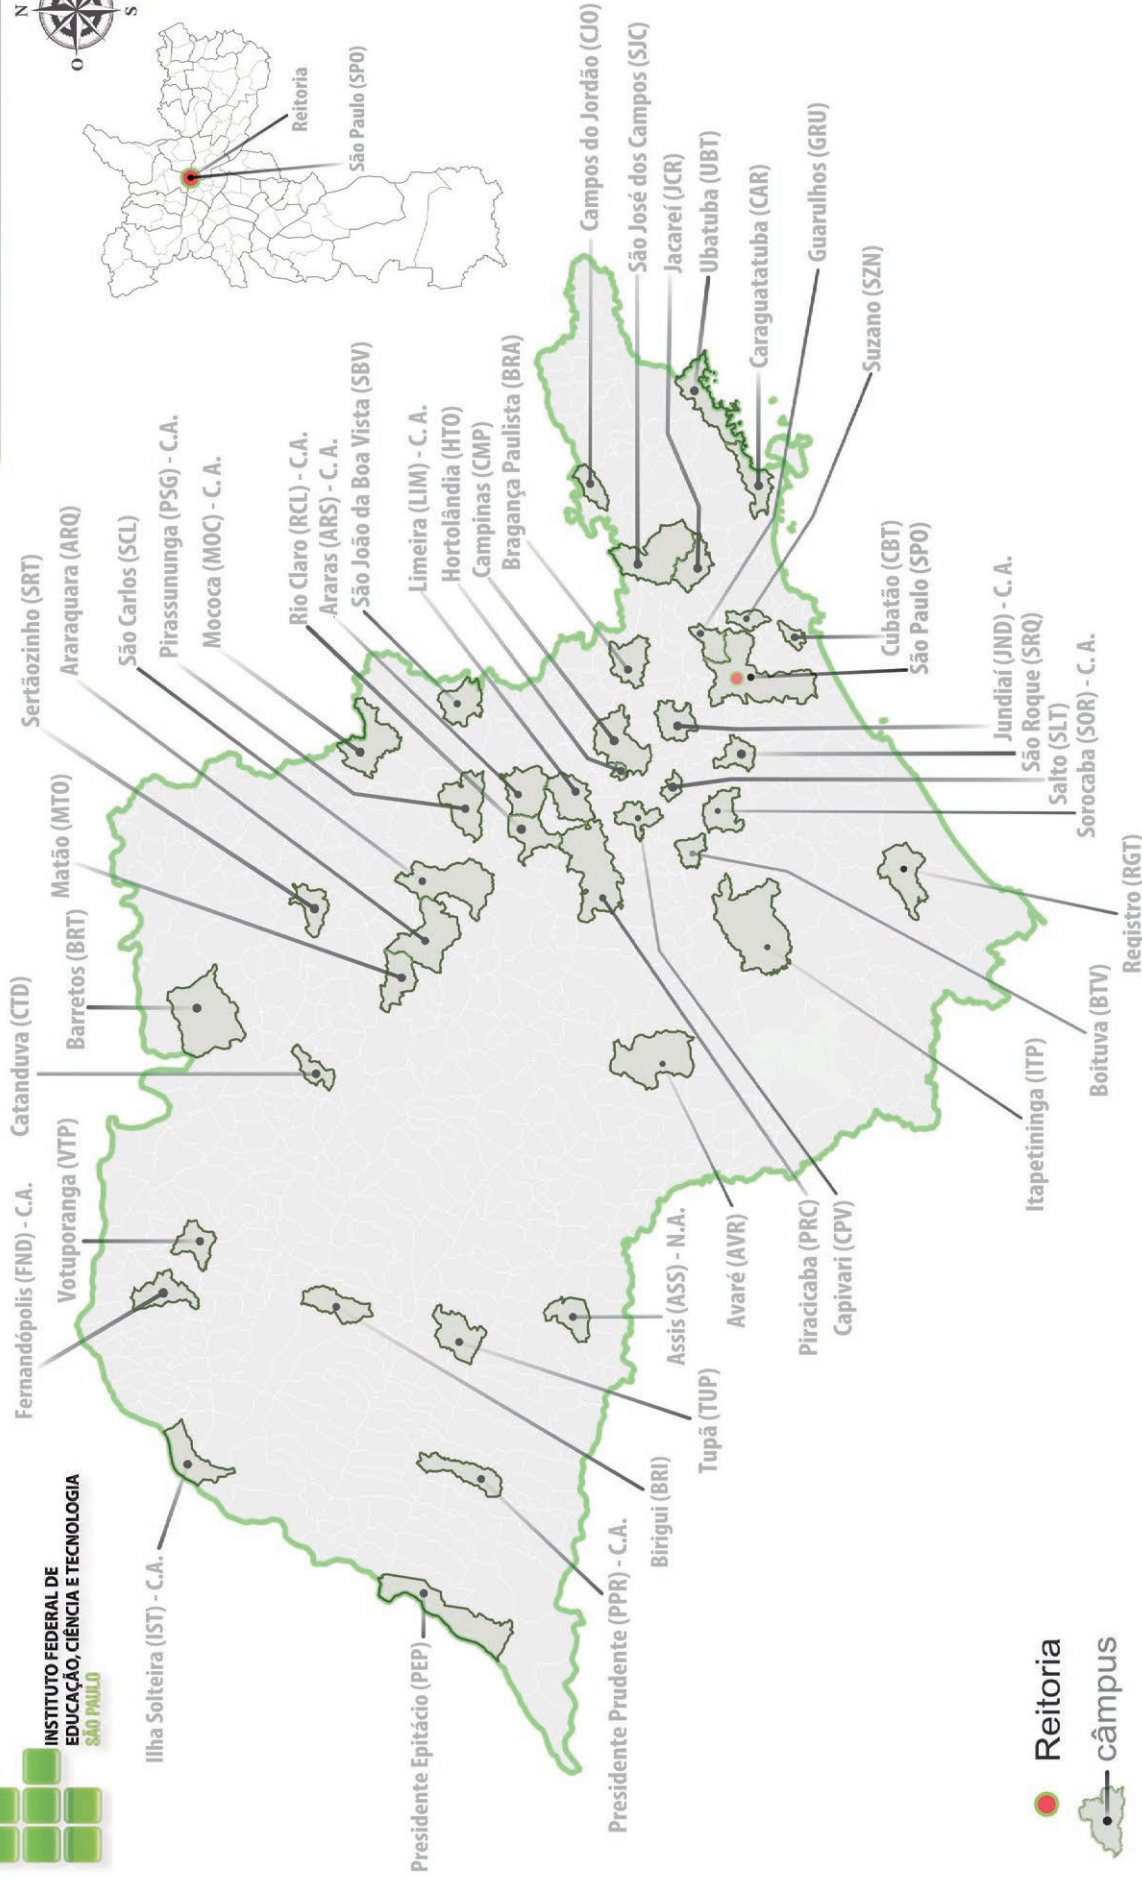 INSTITUTO FEDERAL DE
EDUCAÇÃO, CIÊNCIA E TECNOLOGIA
SÃO PAULO
Fernandópolis (FND) - C.A.
Votuporanga (VTP)
Catanduva (CTD)
Barretos (BRT)
Matão (MTO)
Sertãozinho (SRT)
Araraquara (ARQ)
São Carlos (SCL)
Pirassununga (PSG) - C.A.
Mococa (MOC) - C. A.
Rio Claro (RCL) - C.A.
Araras (ARS) - C. A.
São João da Boa Vista (SBV)
Limeira (LIM) - C. A.
Hortolândia (HTO)
Campinas (CMP)
Bragança Paulista (BRA)
N
O
S
Reitoria
São Paulo (SPO)
Campos do Jordão (CJO)
São José dos Campos (SJC)
Jacareí (JCR)
Ubatuba (UBT)
Caraguatatuba (CAR)
Guarulhos (GRU)
Suzano (SZN)
Cubatão (CBT)
São Paulo (SPO)
Jundiaí (JND) - C. A.
São Roque (SRQ)
Salto (SLT)
Sorocaba (SOR) - C. A.
Registro (RGT)
Boituva (BTV)
Itapetininga (ITP)
Ilha Solteira (IST) - C.A.
Presidente Epitácio (PEP)
Presidente Prudente (PPR) - C.A.
Birigui (BRI)
Tupã (TUP)
Assis (ASS) - N.A.
Avaré (AVR)
Piracicaba (PRC)
Capivari (CPV)
Reitoria
câmpus